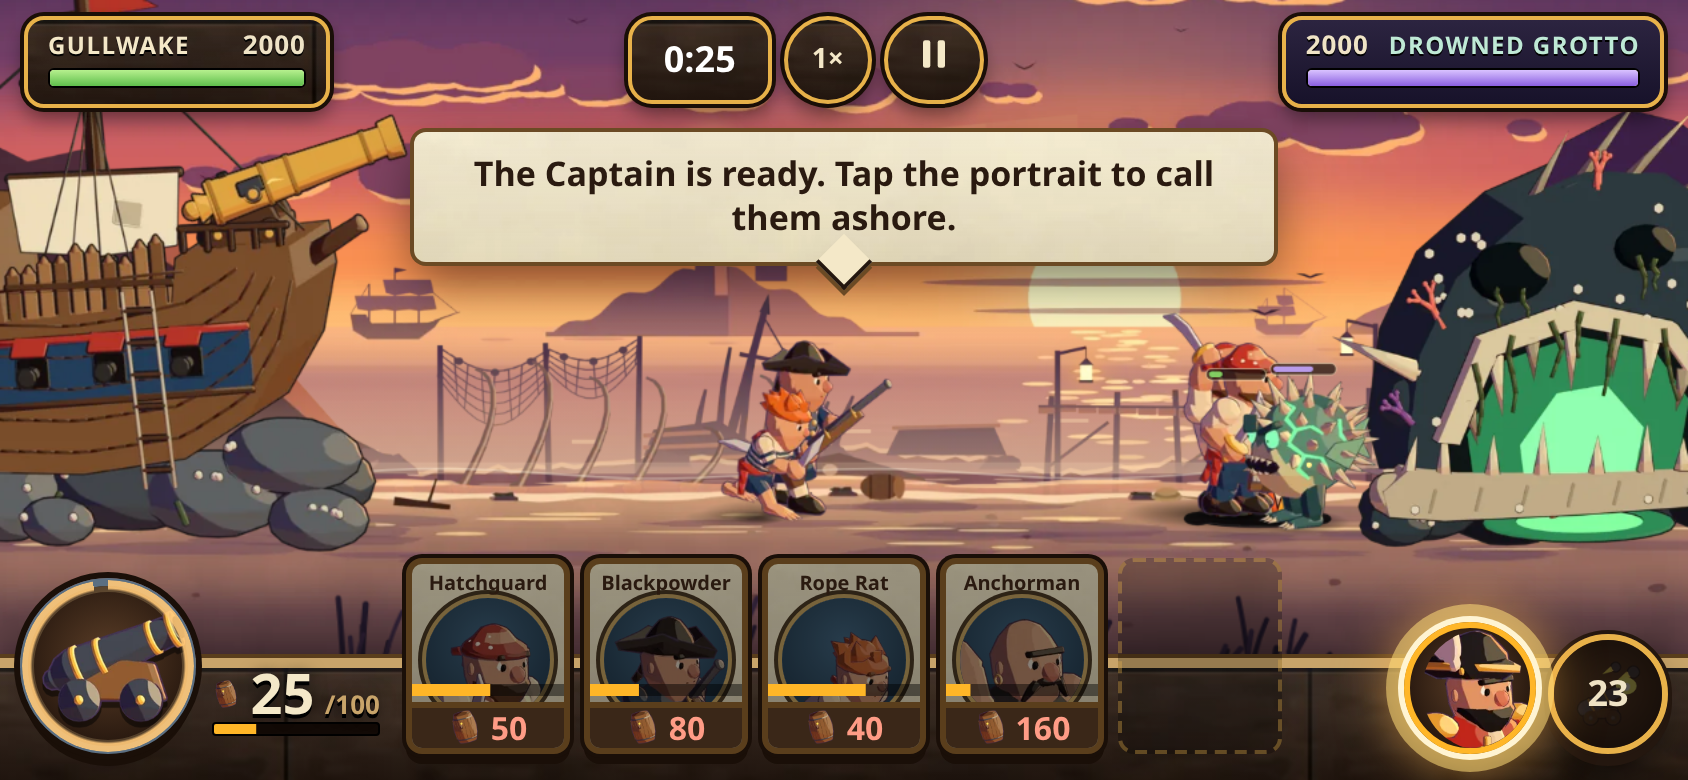 GULLWAKE 2000
0:25
1×
2000 DROWNED GROTTO
The Captain is ready. Tap the portrait to call
them ashore.
Hatchguard
Blackpowder
Rope Rat
Anchorman
25 /100
50
80
40
160
23